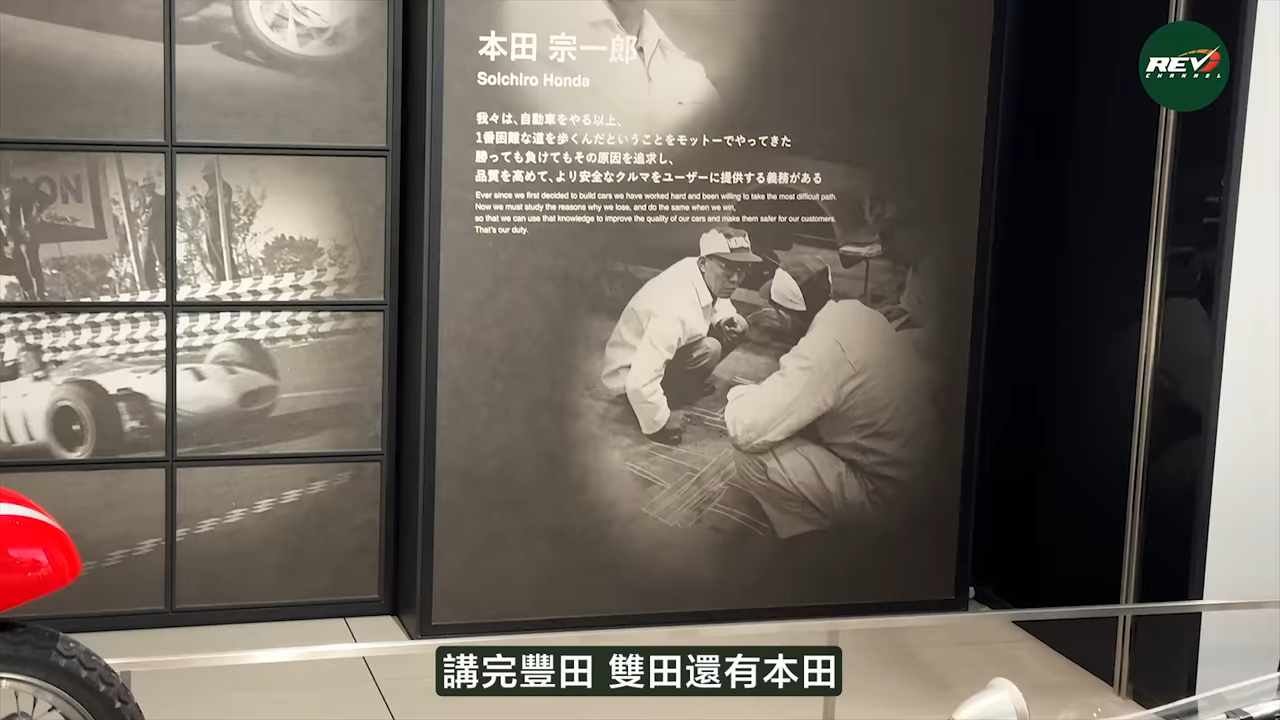 本田 宗一郎
Soichiro Honda
我々は、自動車をやる以上、
1番困難な道を歩くんだということをモットーでやってきた
勝っても負けてもその原因を追求し、
品質を高めて、より安全なクルマをユーザーに提供する義務がある
Ever since we first decided to build cars we have worked hard and been willing to take the most difficult path.
Now we must study the reasons why we lose, and do the same when we win,
so that we can use that knowledge to improve the quality of our cars and make them safer for our customers.
That's our duty.
REV
CHANNEL
講完豐田 雙田還有本田